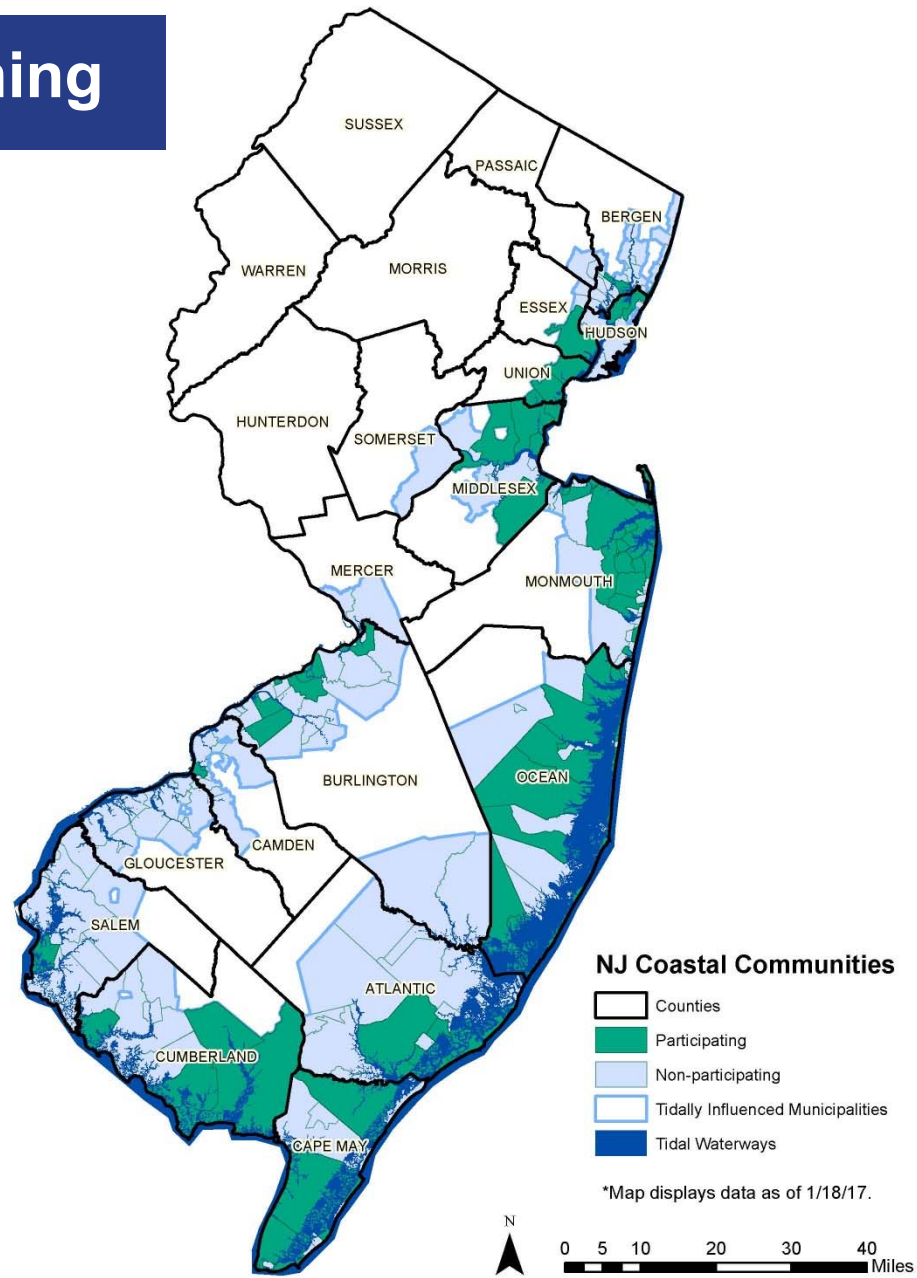 ning
SUSSEX
PASSAIC
BERGEN
WARREN
MORRIS
ESSEX
HUDSON
UNION
HUNTERDON
SOMERSET
MIDDLESEX
MERCER
MONMOUTH
OCEAN
BURLINGTON
CAMDEN
GLOUCESTER
SALEM
ATLANTIC
CUMBERLAND
CAPE MAY
NJ Coastal Communities
Counties
Participating
Non-participating
Tidally Influenced Municipalities
Tidal Waterways
*Map displays data as of 1/18/17.
N
0 5 10 20 30 40
Miles